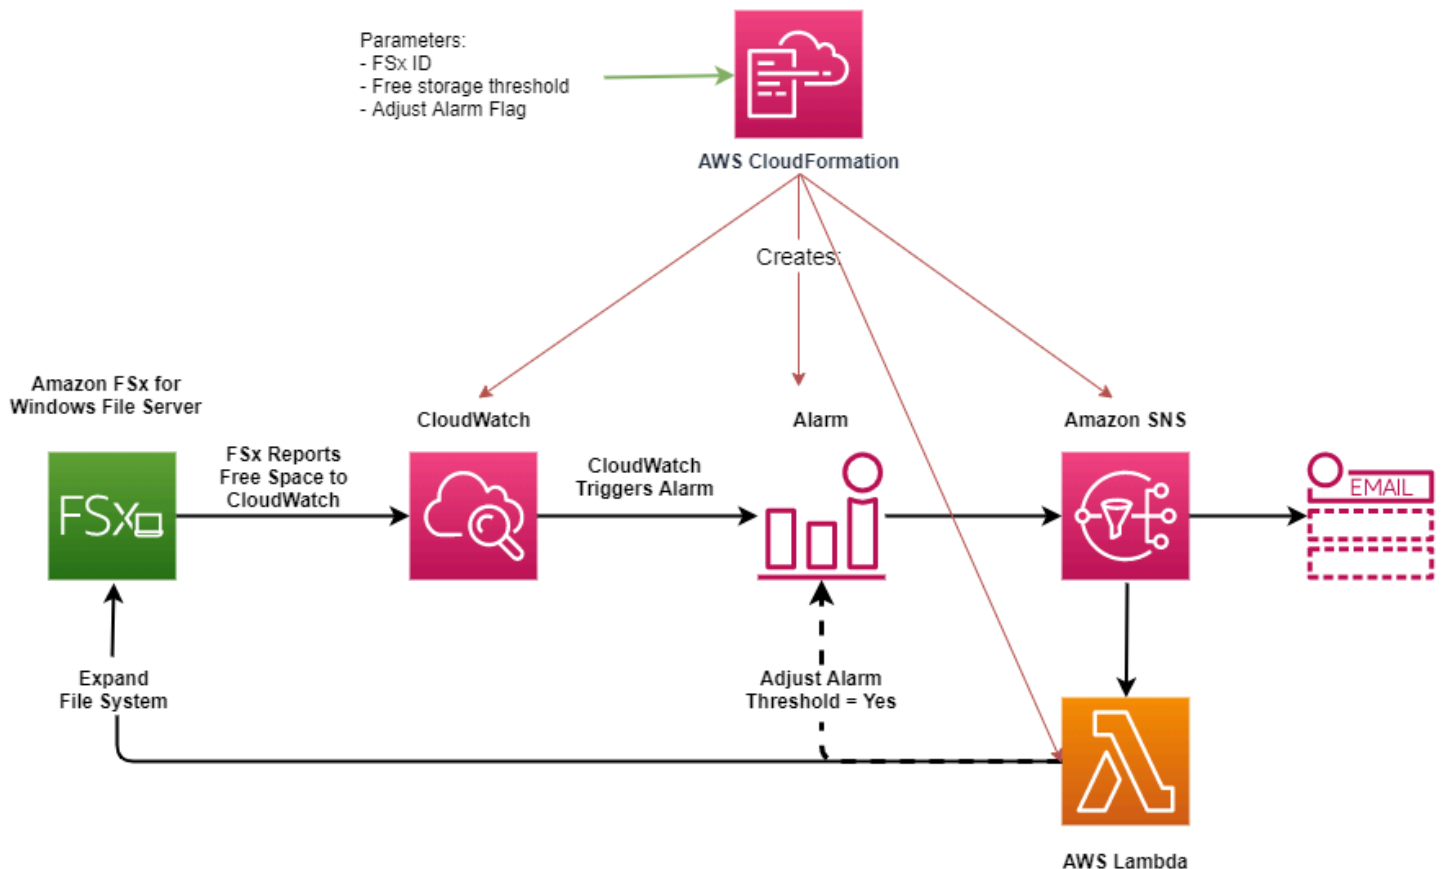 Parameters:
- FSx ID
- Free storage threshold
- Adjust Alarm Flag
AWS CloudFormation
Creates:
Amazon FSx for
Windows File Server
CloudWatch
Alarm
Amazon SNS
FSx Reports
Free Space to
CloudWatch
CloudWatch
Triggers Alarm
FSx
EMAIL
Expand
File System
Adjust Alarm
Threshold = Yes
AWS Lambda